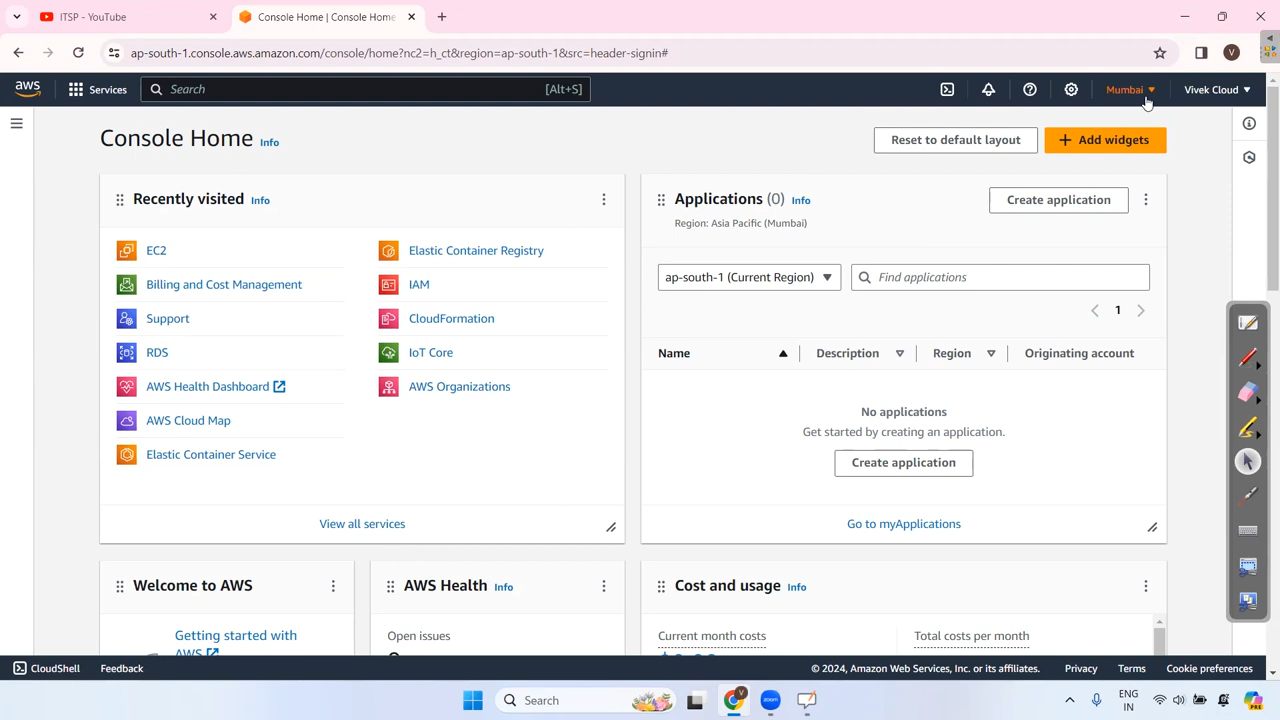 ITSP - YouTube
Console Home | Console Home
ap-south-1.console.aws.amazon.com/console/home?nc2=h_ct&region=ap-south-1&src=header-signin#
V
aws
Services
Search
[Alt+S]
Mumbai
Vivek Cloud
Console Home Info
Reset to default layout
Add widgets
Recently visited Info
EC2
Billing and Cost Management
Support
RDS
AWS Health Dashboard
AWS Cloud Map
Elastic Container Service
Elastic Container Registry
IAM
CloudFormation
IoT Core
AWS Organizations
View all services
Applications (0) Info
Region: Asia Pacific (Mumbai)
Create application
ap-south-1 (Current Region)
Find applications
1
Name
Description
Region
Originating account
No applications
Get started by creating an application.
Create application
Go to myApplications
Welcome to AWS
Getting started with
AWS
AWS Health Info
Open issues
Cost and usage Info
Current month costs
Total costs per month
CloudShell
Feedback
© 2024, Amazon Web Services, Inc. or its affiliates.
Privacy
Terms
Cookie preferences
Search
V
zoom
ENG
IN
PRE